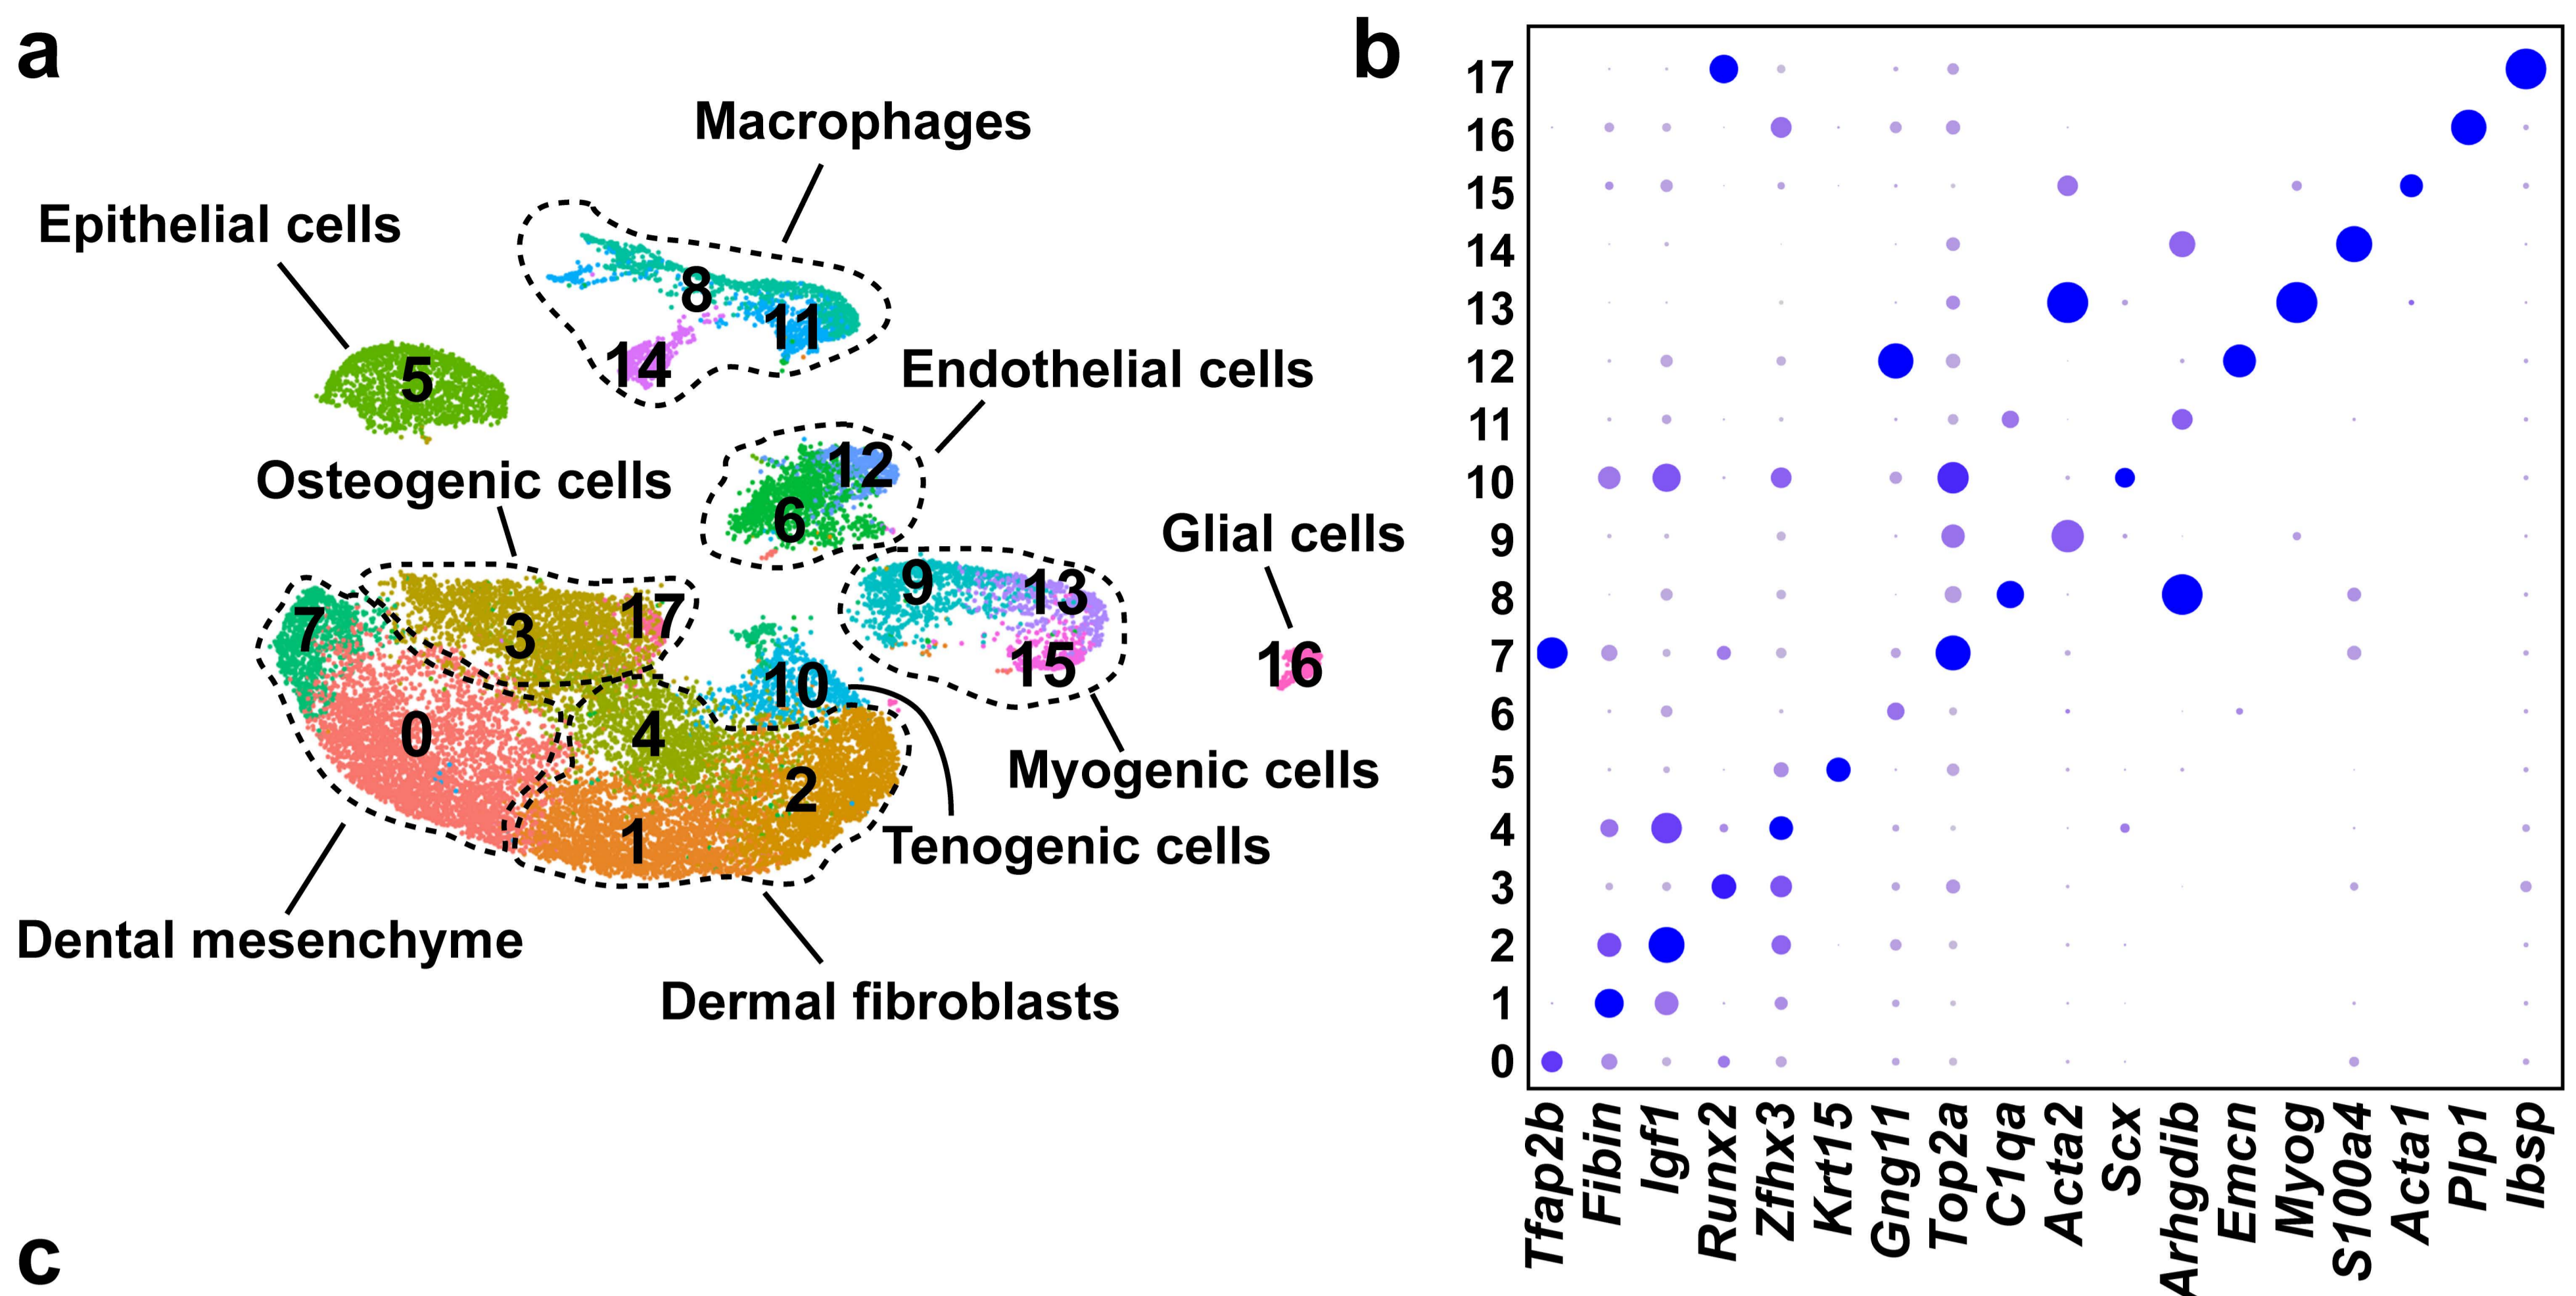 a
Macrophages
Epithelial cells
8
11
14
5
Endothelial cells
12
6
Osteogenic cells
Glial cells
9
13
15
16
7
3
17
10
0
4
2
1
Myogenic cells
Tenogenic cells
Dental mesenchyme
Dermal fibroblasts
b
17
16
15
14
13
12
11
10
9
8
7
6
5
4
3
2
1
0
Tfap2b
Fibin
Igf1
Runx2
Zfhx3
Krt15
Gng11
Top2a
C1qa
Acta2
Scx
Arhgdib
Emcn
Myog
S100a4
Acta1
Plp1
Ibsp
c